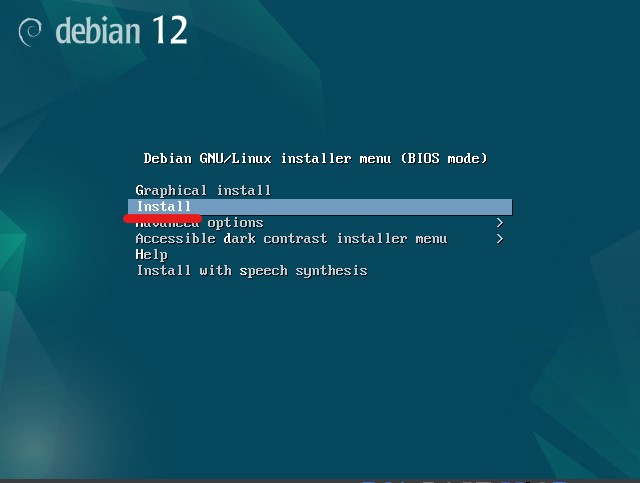 debian 12
Debian GNU/Linux installer menu (BIOS mode)
Graphical install
Install
Advanced options >
Accessible dark contrast installer menu >
Help
Install with speech synthesis